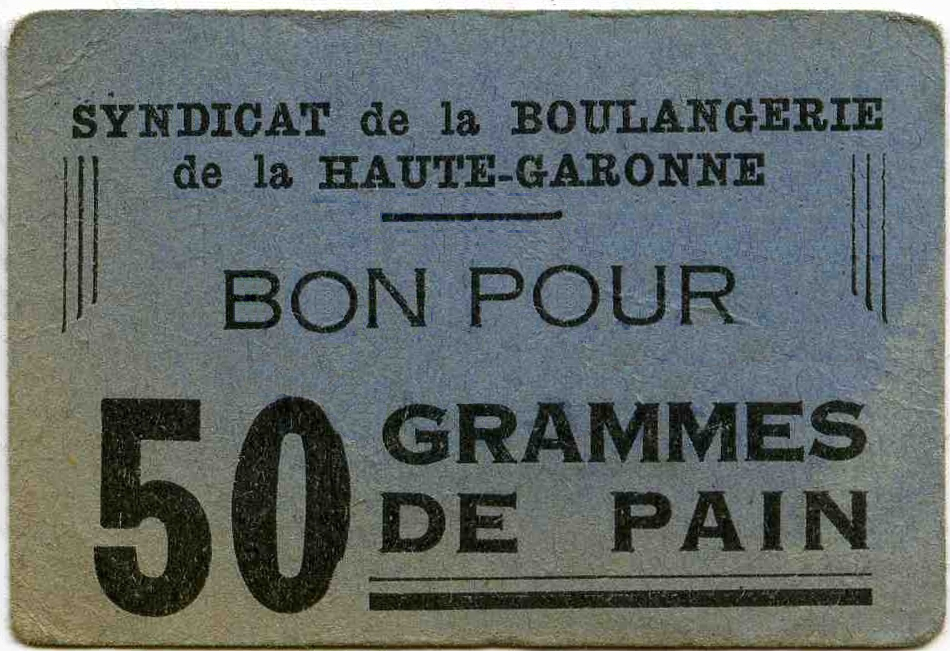 SYNDICAT de la BOULANGERIE
de la HAUTE-GARONNE
BON POUR
50 GRAMMES
DE PAIN